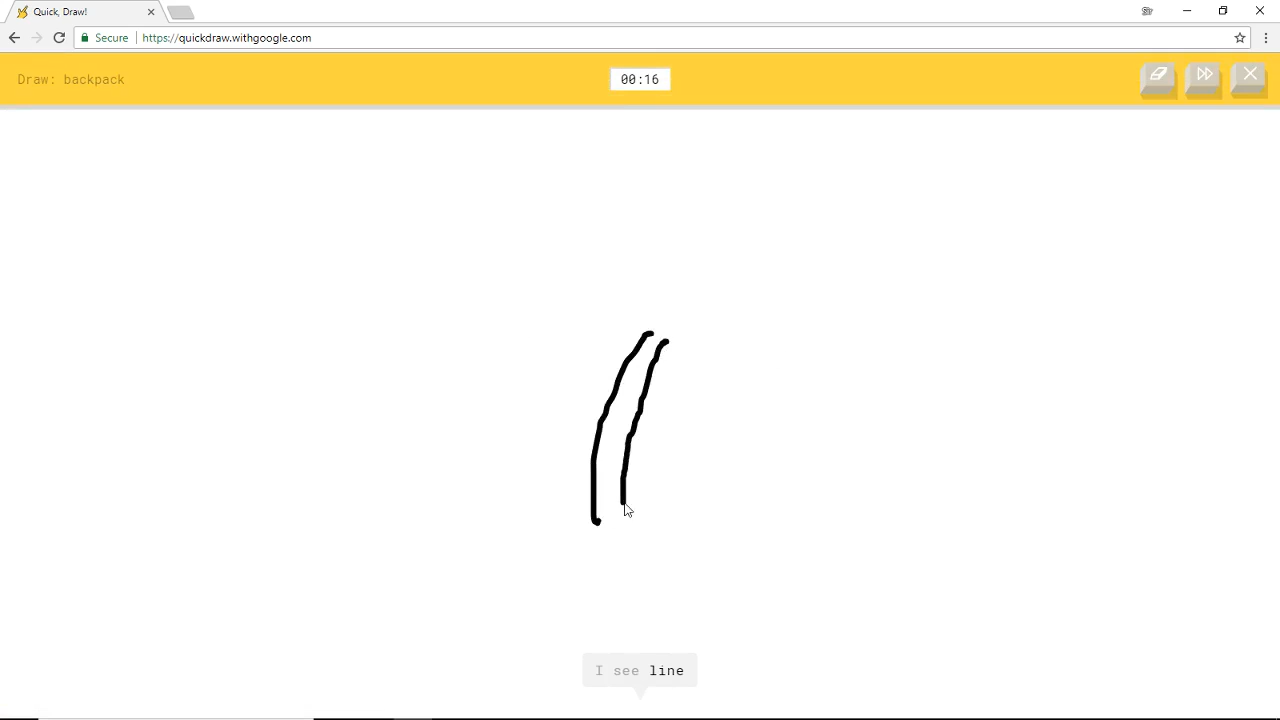 Quick, Draw!
Secure https://quickdraw.withgoogle.com
Draw: backpack
00:16
I see line